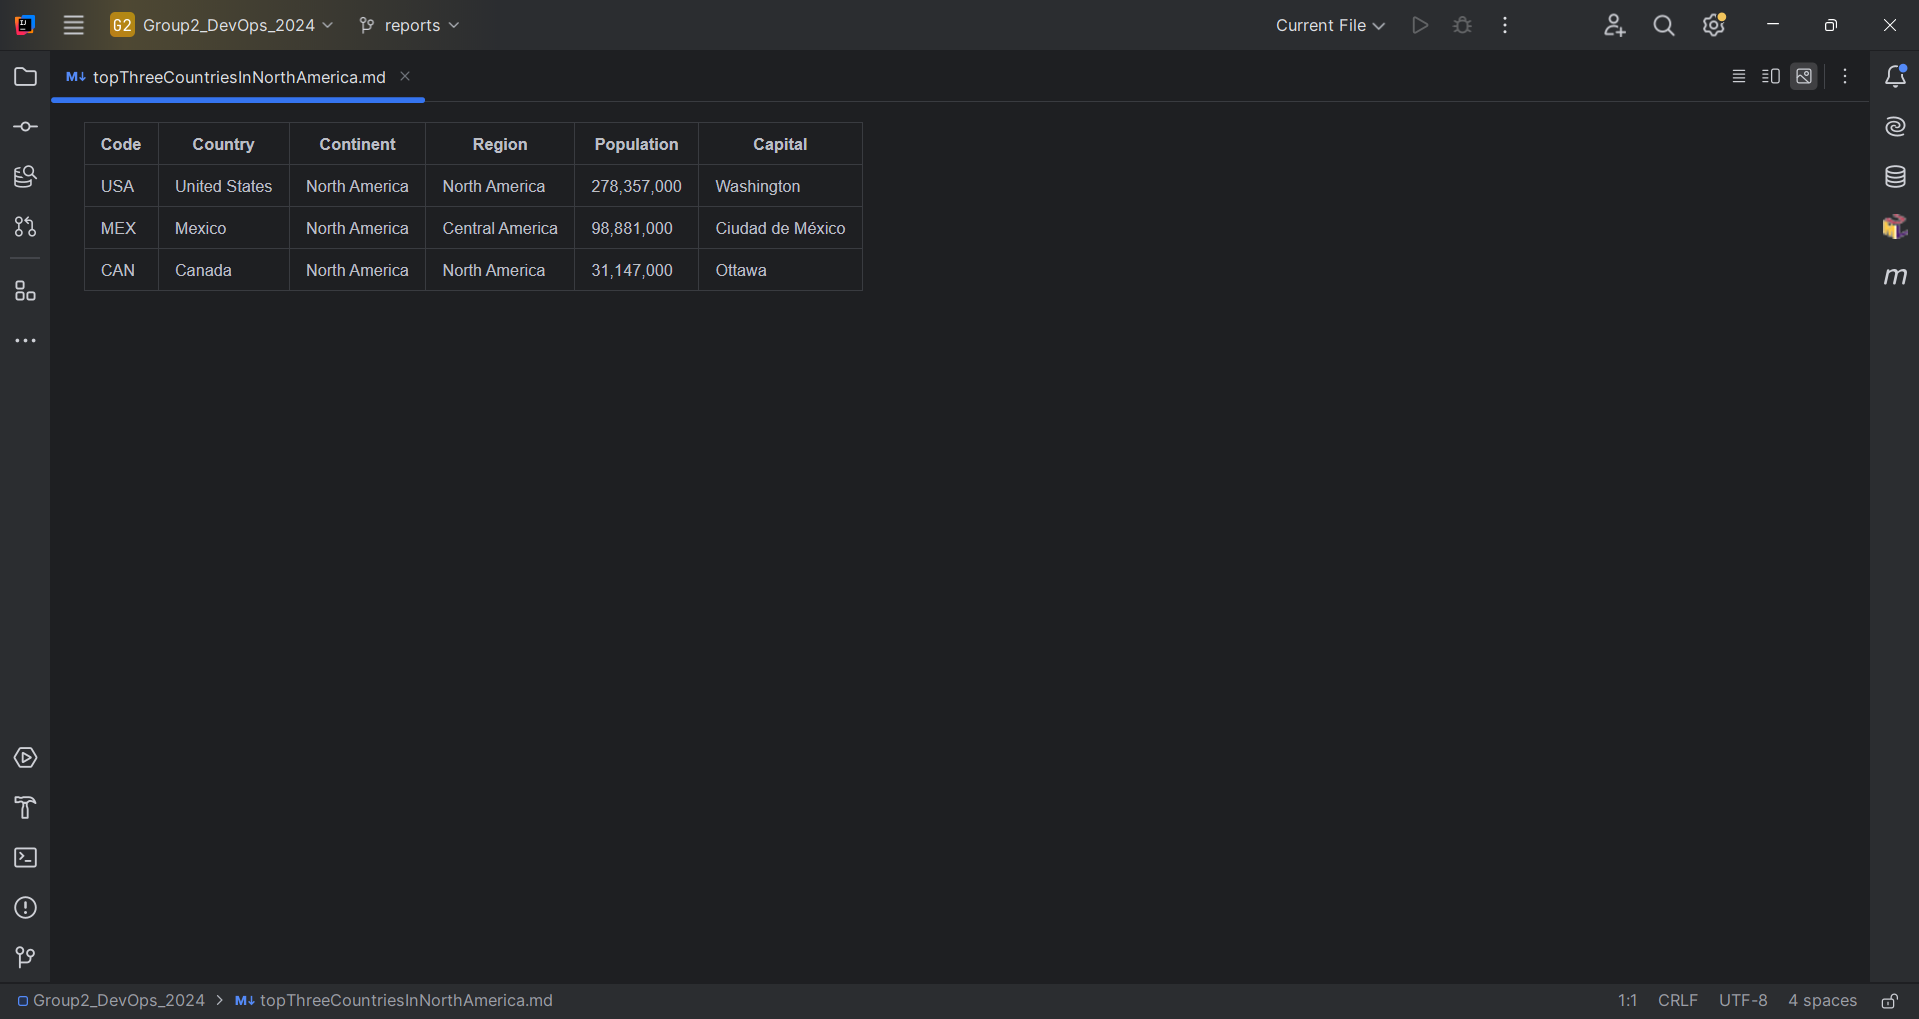 G2 Group2_DevOps_2024 reports Current File
M↓ topThreeCountriesInNorthAmerica.md
Code Country Continent Region Population Capital
USA United States North America North America 278,357,000 Washington
MEX Mexico North America Central America 98,881,000 Ciudad de México
CAN Canada North America North America 31,147,000 Ottawa
m
Group2_DevOps_2024 > M↓ topThreeCountriesInNorthAmerica.md 1:1 CRLF UTF-8 4 spaces